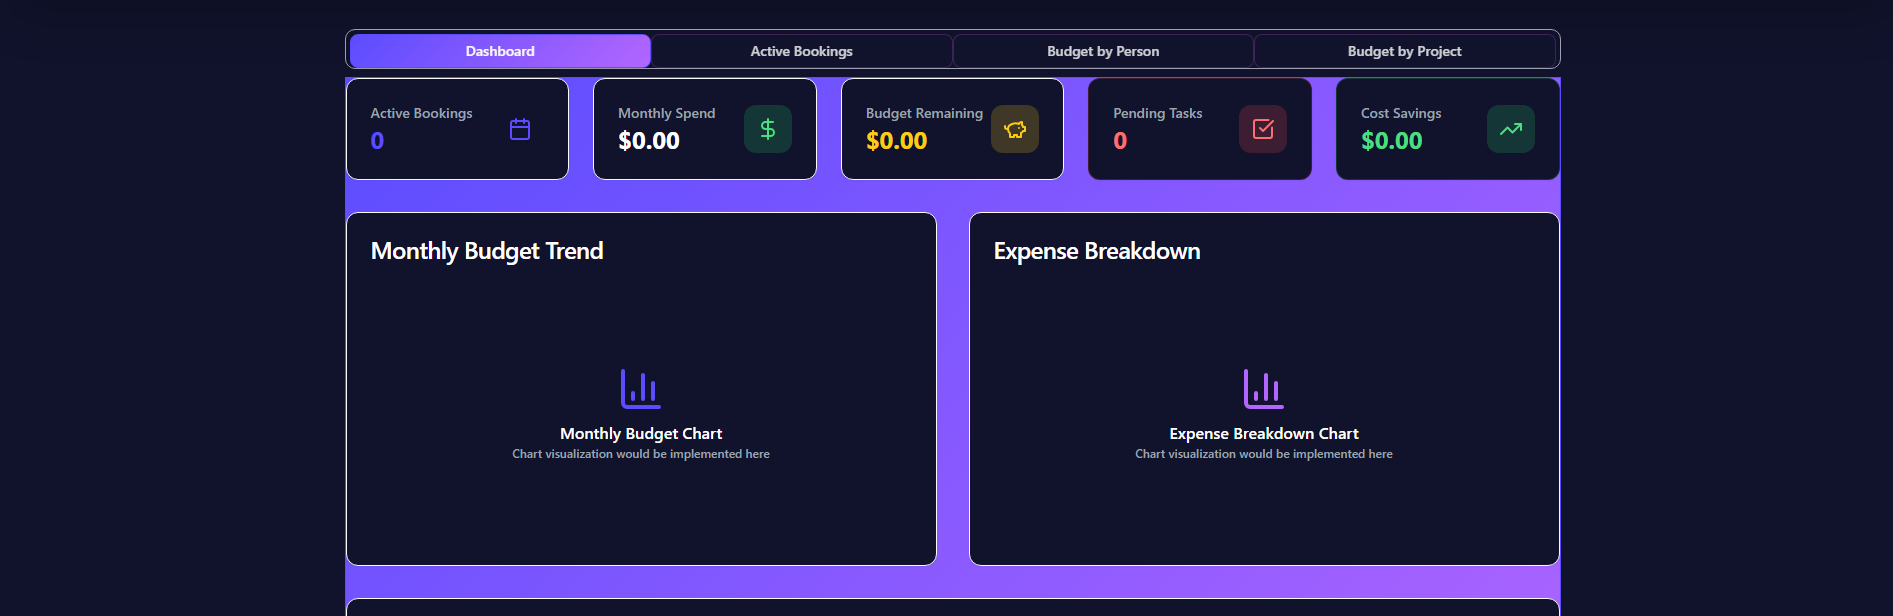 Dashboard
Active Bookings
Budget by Person
Budget by Project
Active Bookings
0
Monthly Spend
$0.00
Budget Remaining
$0.00
Pending Tasks
0
Cost Savings
$0.00
Monthly Budget Trend
Monthly Budget Chart
Chart visualization would be implemented here
Expense Breakdown
Expense Breakdown Chart
Chart visualization would be implemented here